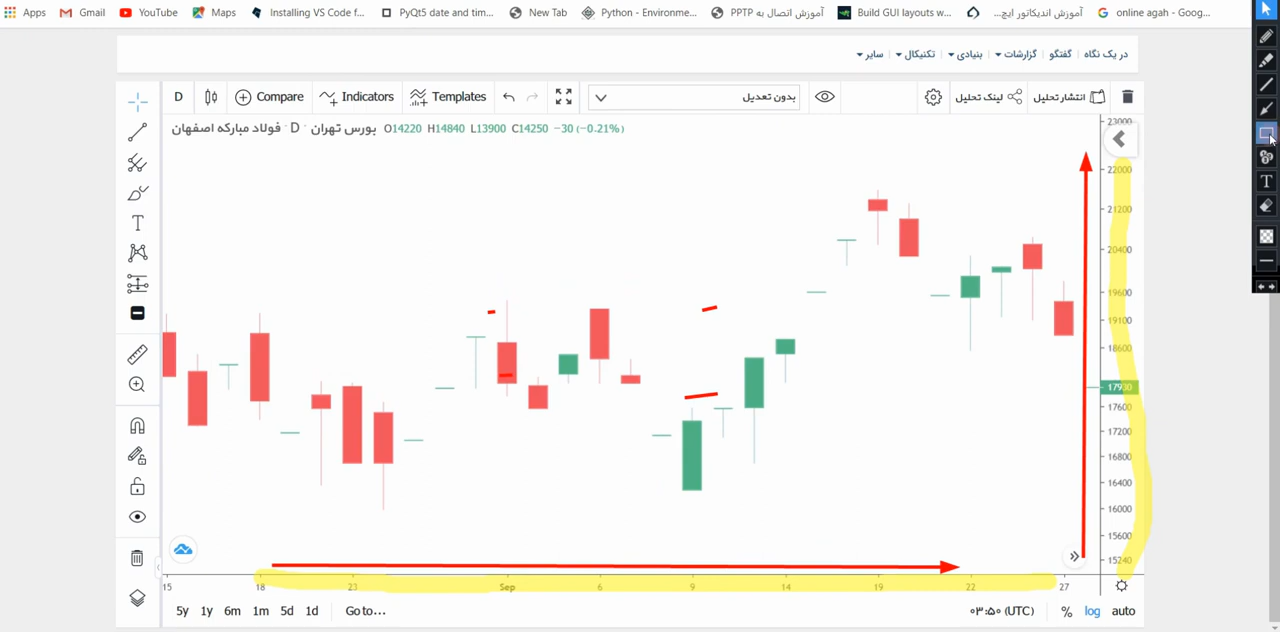 Apps Gmail YouTube Maps Installing VS Code f... PyQt5 date and tim... New Tab Python - Environme... آموزش اتصال به PPTP Build GUI layouts w... آموزش اندیکاتور ایچ... online agah - Goog...
در یک نگاه گفتگو گزارشات بنیادی تکنیکال سایر
D Compare Indicators Templates بدون تعدیل لینک تحلیل انتشار تحلیل
فولاد مبارکه اصفهان · D · بورس تهران O14220 H14840 L13900 C14250 −30 (−0.21%)
23000
22000
21200
20400
19600
19100
18600
17930
17600
17200
16800
16400
16000
15600
15240
15 18 23 Sep 6 9 14 19 22 27
5y 1y 6m 1m 5d 1d Go to... ۰۳:۵۰ (UTC) % log auto
T
T